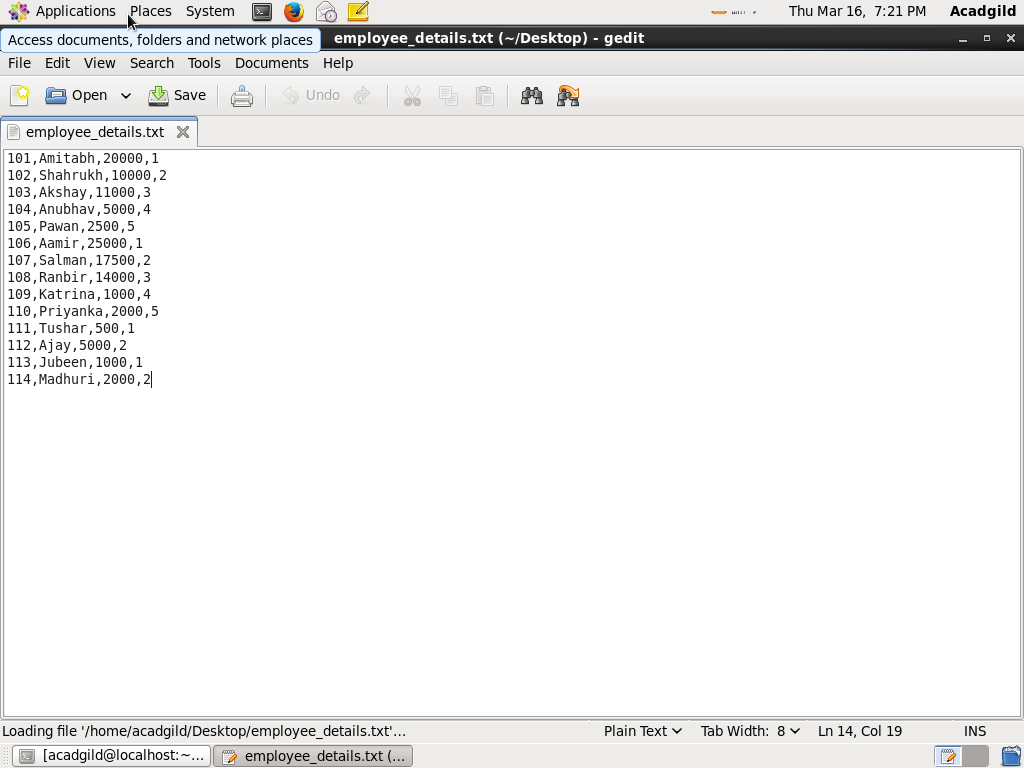 Applications Places System Thu Mar 16, 7:21 PM Acadgild
Access documents, folders and network places
employee_details.txt (~/Desktop) - gedit
File Edit View Search Tools Documents Help
Open Save Undo
employee_details.txt
101,Amitabh,20000,1
102,Shahrukh,10000,2
103,Akshay,11000,3
104,Anubhav,5000,4
105,Pawan,2500,5
106,Aamir,25000,1
107,Salman,17500,2
108,Ranbir,14000,3
109,Katrina,1000,4
110,Priyanka,2000,5
111,Tushar,500,1
112,Ajay,5000,2
113,Jubeen,1000,1
114,Madhuri,2000,2
Loading file '/home/acadgild/Desktop/employee_details.txt'... Plain Text Tab Width: 8 Ln 14, Col 19 INS
[acadgild@localhost:~... employee_details.txt (...